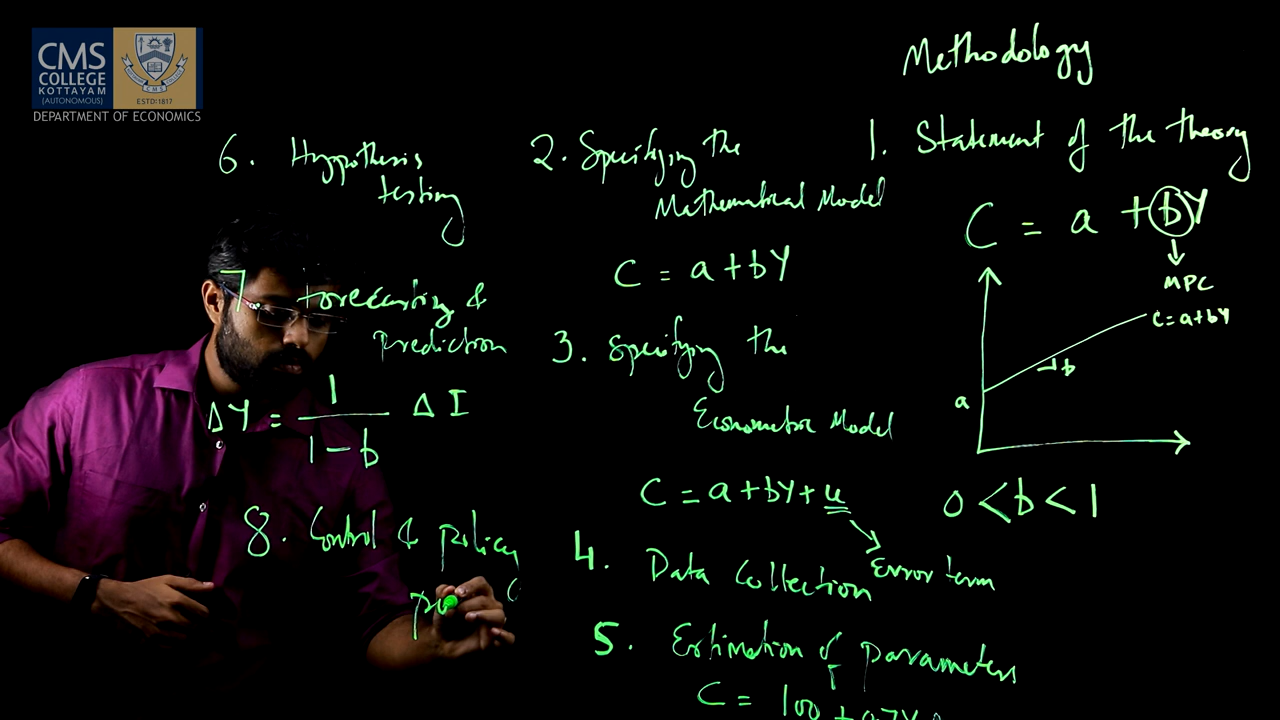 CMS
COLLEGE
KOTTAYAM
(AUTONOMOUS)
ESTD:1817
DEPARTMENT OF ECONOMICS
Methodology
1. Statement of the theory
C = a + bY
MPC
C=a+bY
b
a
0 < b < 1
2. Specifying the
Mathematical Model
C = a+bY
3. Specifying the
Econometric Model
C = a+bY+u
Error term
4. Data Collection
5. Estimation of parameters
C = 100 + 0.7Y
6. Hypothesis
testing
7 Forecasting &
prediction
ΔY = 1/1-b ΔI
8. Control & policy